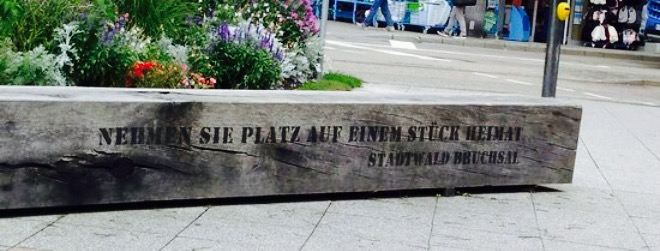 NEHMEN SIE PLATZ AUF EINEM STÜCK HEIMAT
STADTWALD BRUCHSAL